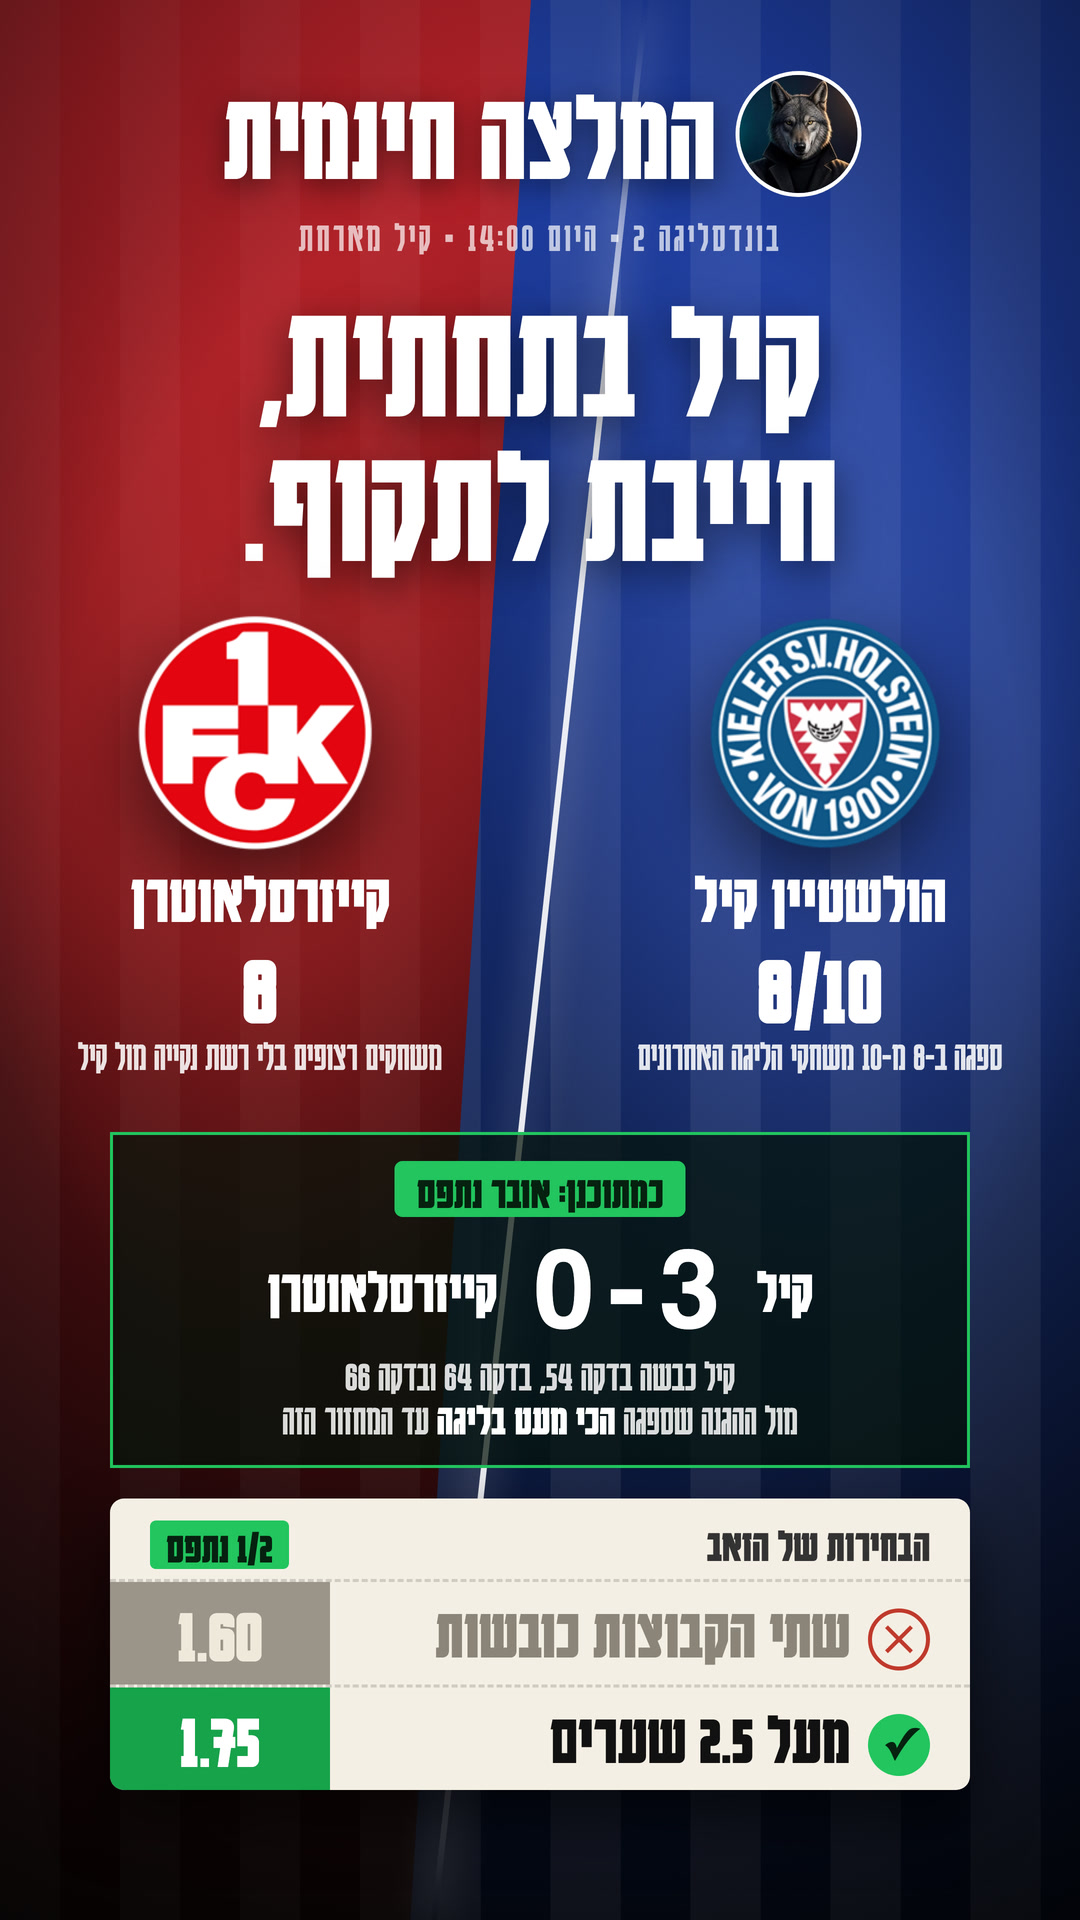 המלצה חינמית
בונדסליגה 2 • היום 14:00 • קיל מארחת
קיל בתחתית,
חייבת לתקוף.
KIELER S.V. HOLSTEIN • VON 1900 •
1 FCK
הולשטיין קיל
8/10
ספגה ב-8 מ-10 משחקי הליגה האחרונים
קייזרסלאוטרן
8
משחקים רצופים בלי רשת נקייה מול קיל
כמתוכנן: אובר נתפס
קיל 3 - 0 קייזרסלאוטרן
קיל כבשה בדקה 54, בדקה 64 ובדקה 66
מול ההגנה שספגה הכי מעט בליגה עד המחזור הזה
הבחירות של הזאב 1/2 נתפס
שתי הקבוצות כובשות 1.60
מעל 2.5 שערים 1.75